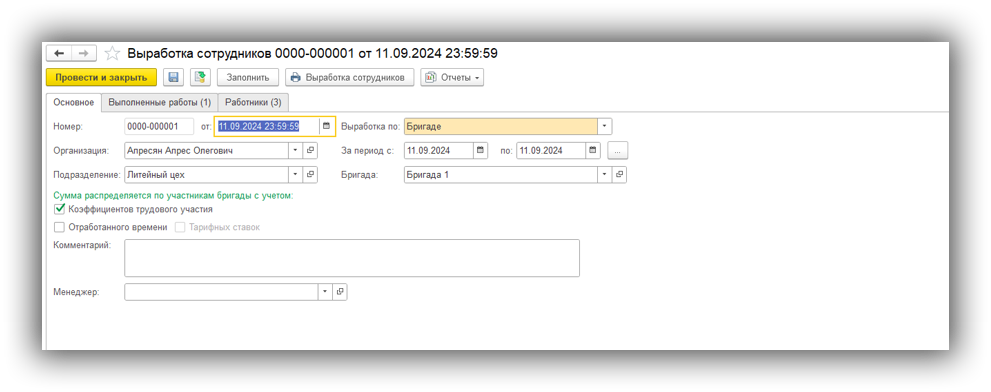 Выработка сотрудников 0000-000001 от 11.09.2024 23:59:59
Провести и закрыть Заполнить Выработка сотрудников Отчеты
Основное Выполненные работы (1) Работники (3)
Номер: 0000-000001 от: 11.09.2024 23:59:59 Выработка по: Бригаде
Организация: Апресян Апрес Олегович За период с: 11.09.2024 по: 11.09.2024 ...
Подразделение: Литейный цех Бригада: Бригада 1
Сумма распределяется по участникам бригады с учетом:
Коэффициентов трудового участия
Отработанного времени Тарифных ставок
Комментарий:
Менеджер: